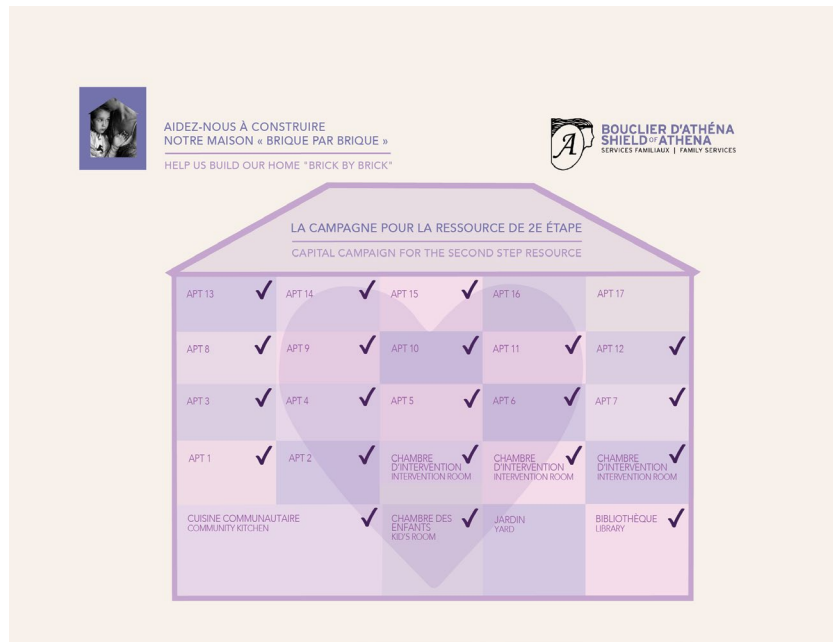 AIDEZ-NOUS À CONSTRUIRE
NOTRE MAISON « BRIQUE PAR BRIQUE »
HELP US BUILD OUR HOME "BRICK BY BRICK"
A
BOUCLIER D'ATHÉNA
SHIELD OF ATHENA
SERVICES FAMILIAUX | FAMILY SERVICES
LA CAMPAGNE POUR LA RESSOURCE DE 2E ÉTAPE
CAPITAL CAMPAIGN FOR THE SECOND STEP RESOURCE
APT 13
APT 14
APT 15
APT 16
APT 17
APT 8
APT 9
APT 10
APT 11
APT 12
APT 3
APT 4
APT 5
APT 6
APT 7
APT 1
APT 2
CHAMBRE
D'INTERVENTION
INTERVENTION ROOM
CHAMBRE
D'INTERVENTION
INTERVENTION ROOM
CHAMBRE
D'INTERVENTION
INTERVENTION ROOM
CUISINE COMMUNAUTAIRE
COMMUNITY KITCHEN
CHAMBRE DES
ENFANTS
KID'S ROOM
JARDIN
YARD
BIBLIOTHÈQUE
LIBRARY